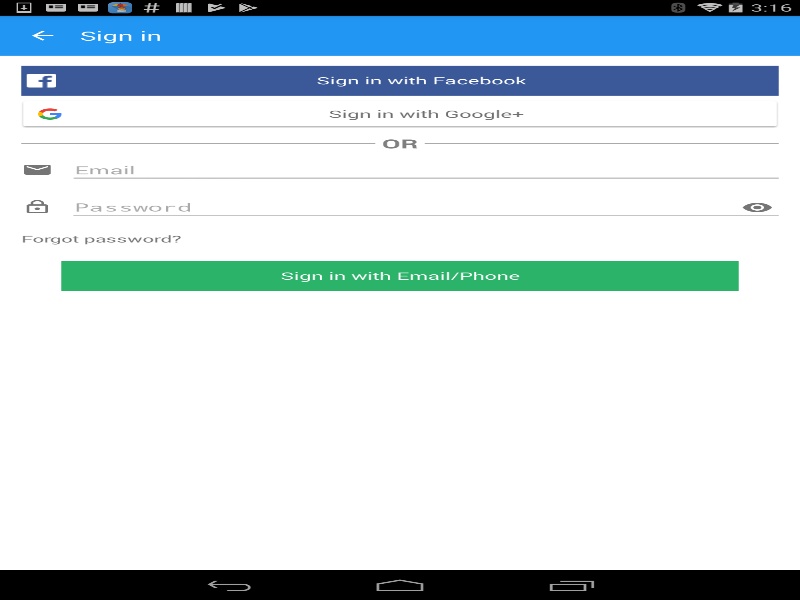 3:16
Sign in
Sign in with Facebook
Sign in with Google+
OR
Email
Password
Forgot password?
Sign in with Email/Phone